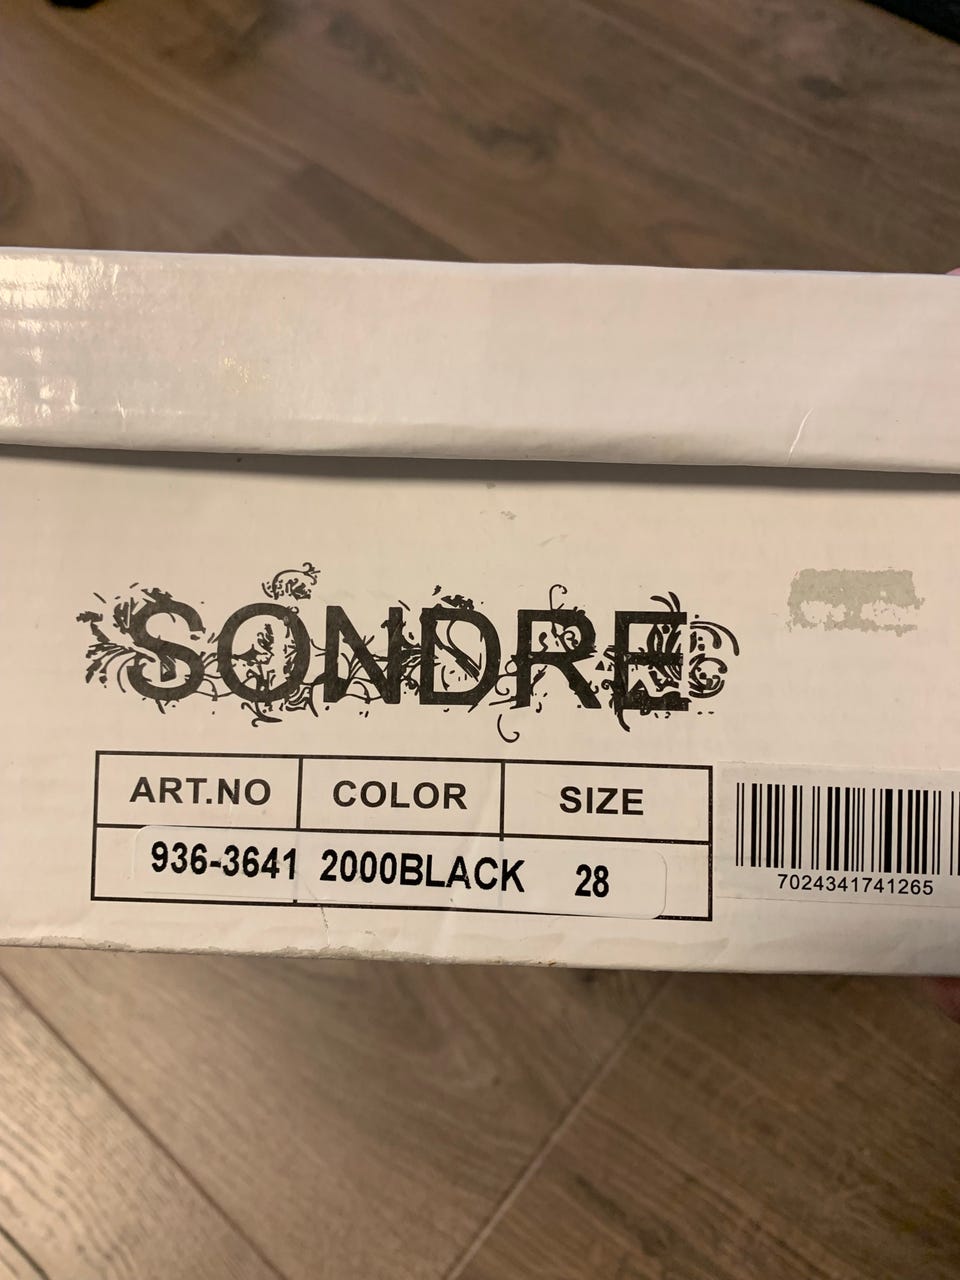 SONDRE
ART.NO COLOR SIZE
936-3641 2000BLACK 28
7024341741265